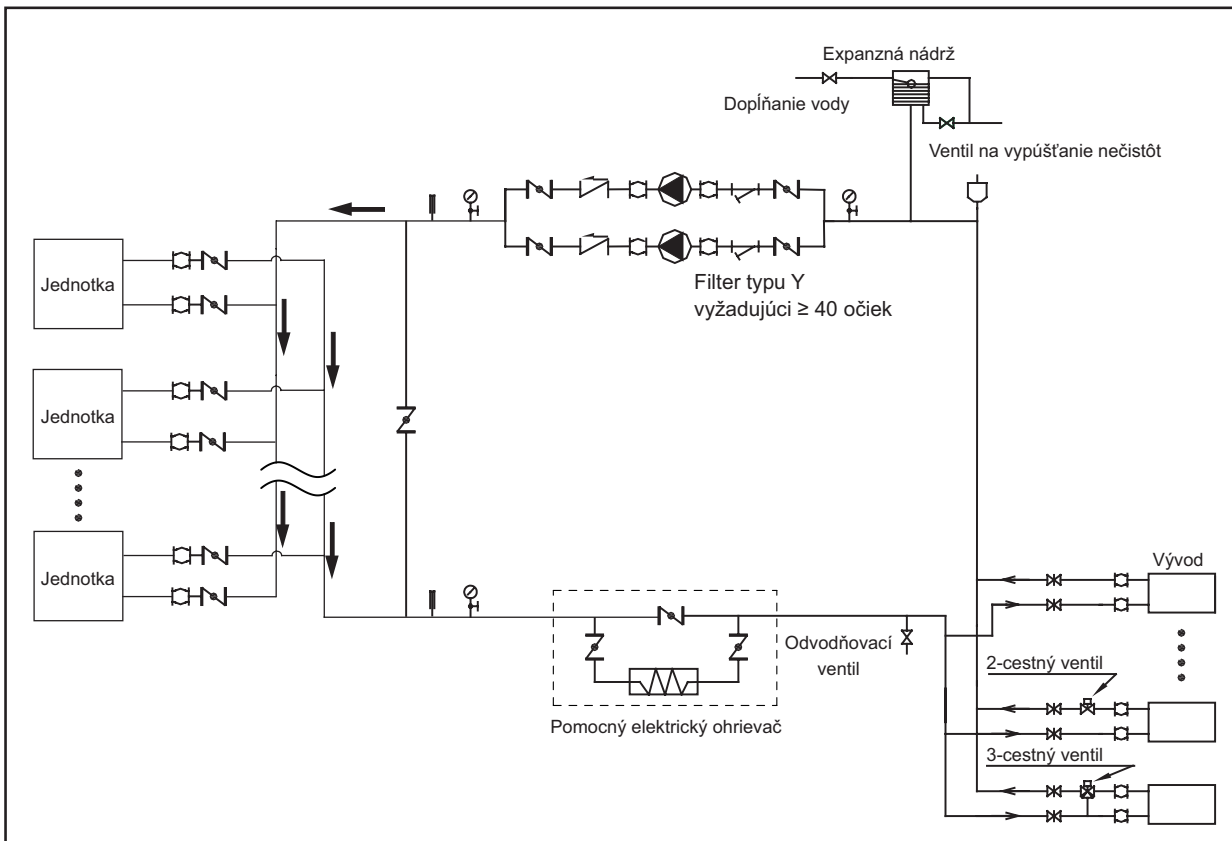 Expanzná nádrž
Dopĺňanie vody
Ventil na vypúšťanie nečistôt
Filter typu Y
vyžadujúci ≥ 40 očiek
Jednotka
Jednotka
Jednotka
Vývod
Odvodňovací
ventil
2-cestný ventil
Pomocný elektrický ohrievač
3-cestný ventil